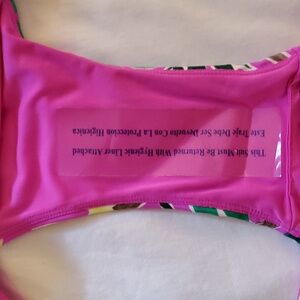 This Suit Must Be Returned With Hygienic Liner Attached
Este Traje Debe Ser Devuelto Con La Proteccion Higienica